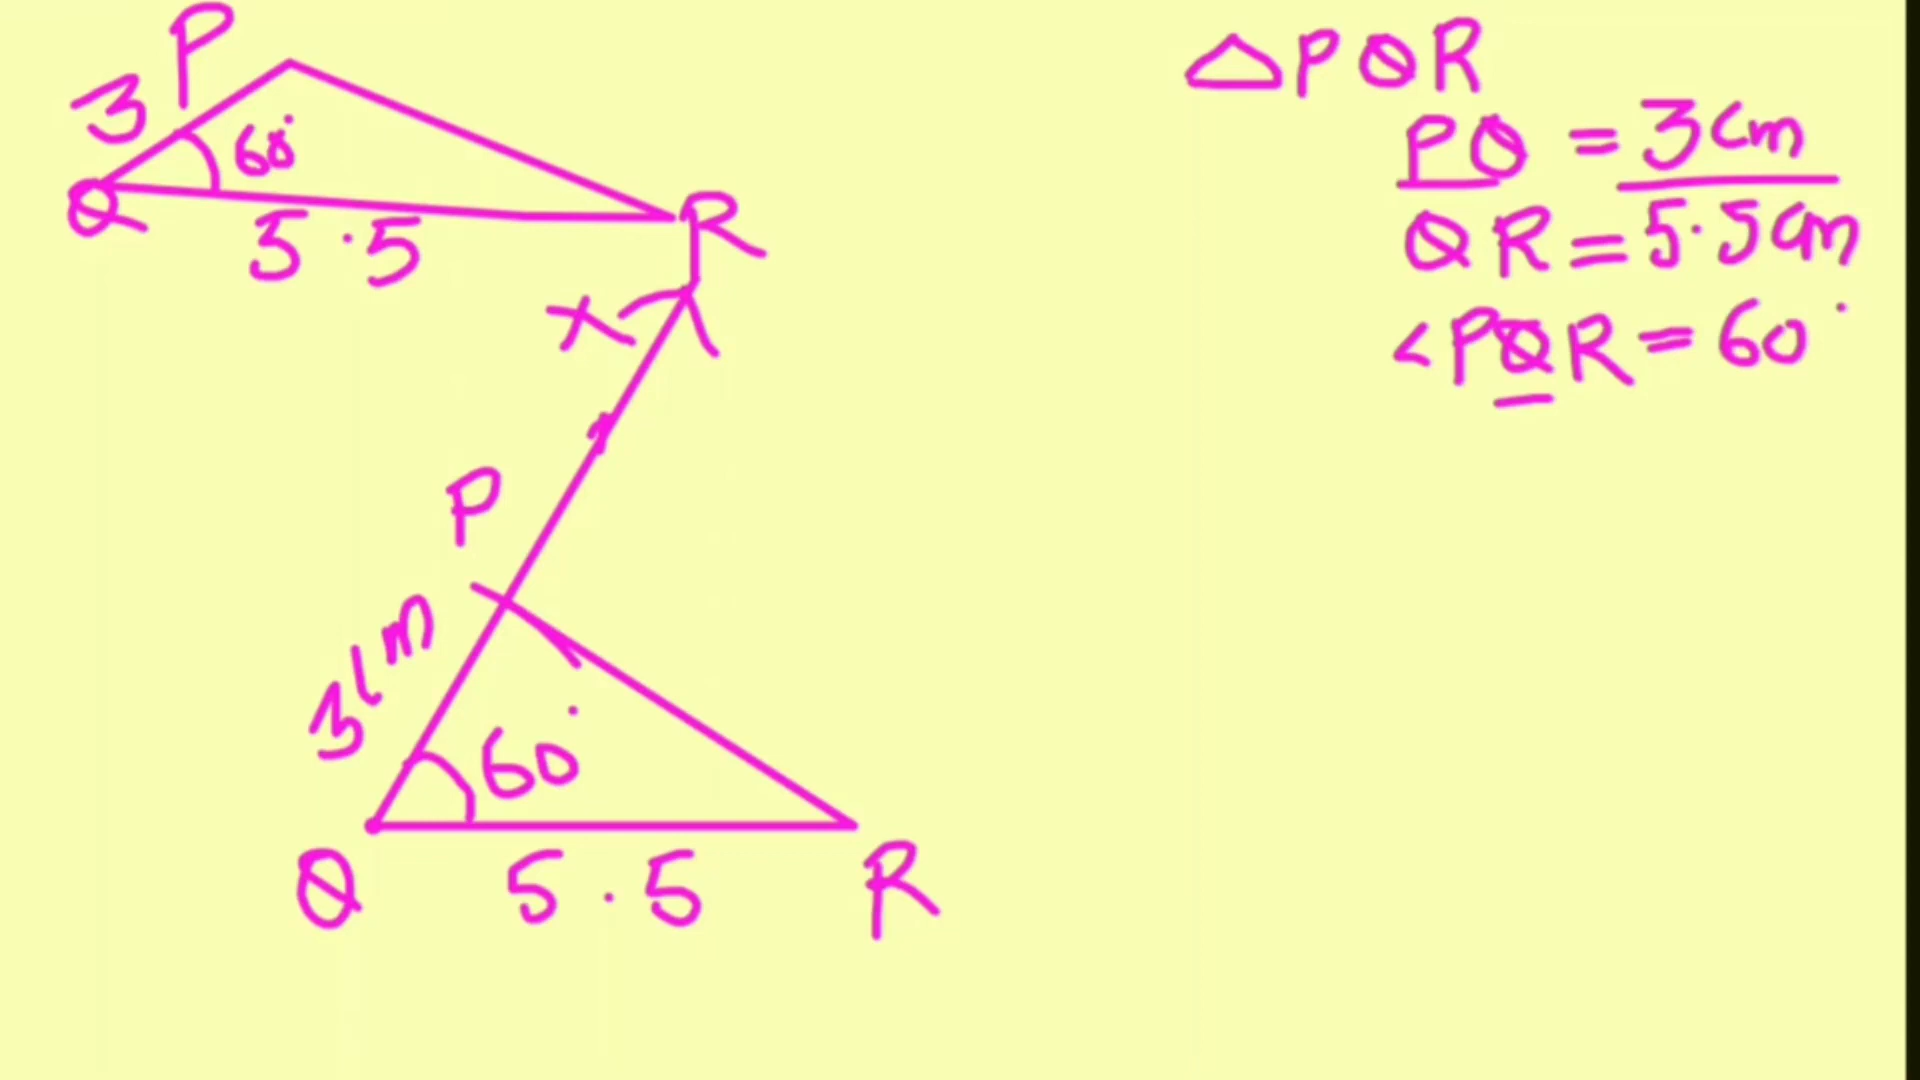 P
3
60°
Q
5.5
R
X
P
3cm
60°
Q
5.5
R
△PQR
PQ = 3cm
QR = 5.5cm
<PQR = 60°